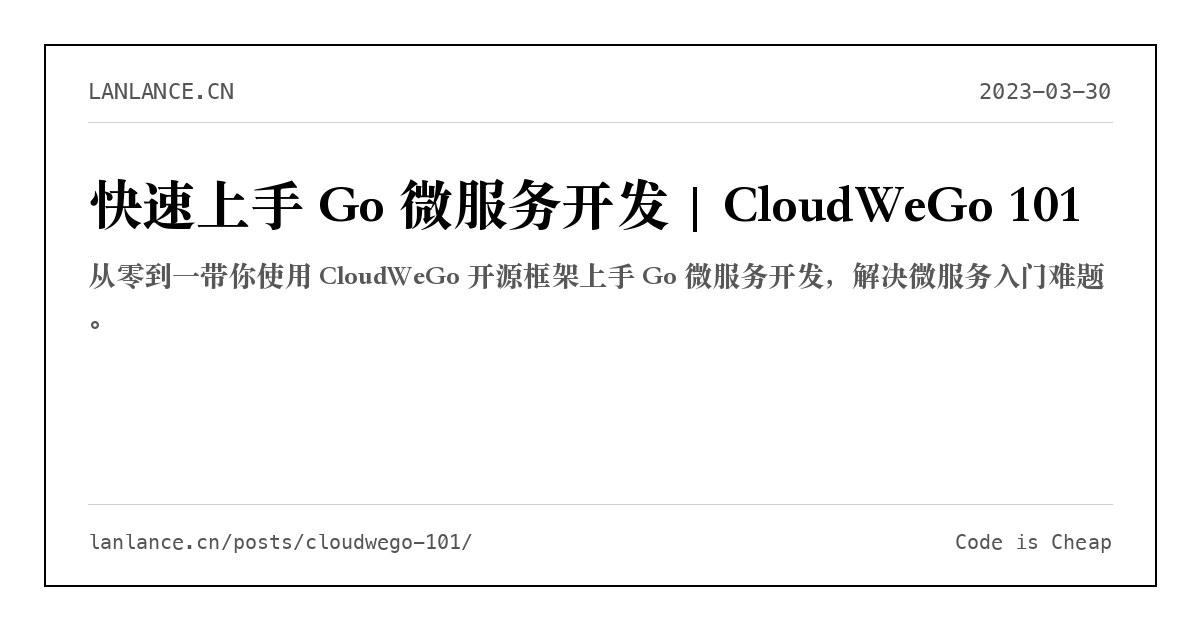 LANLANCE.CN
2023-03-30
快速上手 Go 微服务开发 | CloudWeGo 101
从零到一带你使用 CloudWeGo 开源框架上手 Go 微服务开发，解决微服务入门难题
。
lanlance.cn/posts/cloudwego-101/
Code is Cheap